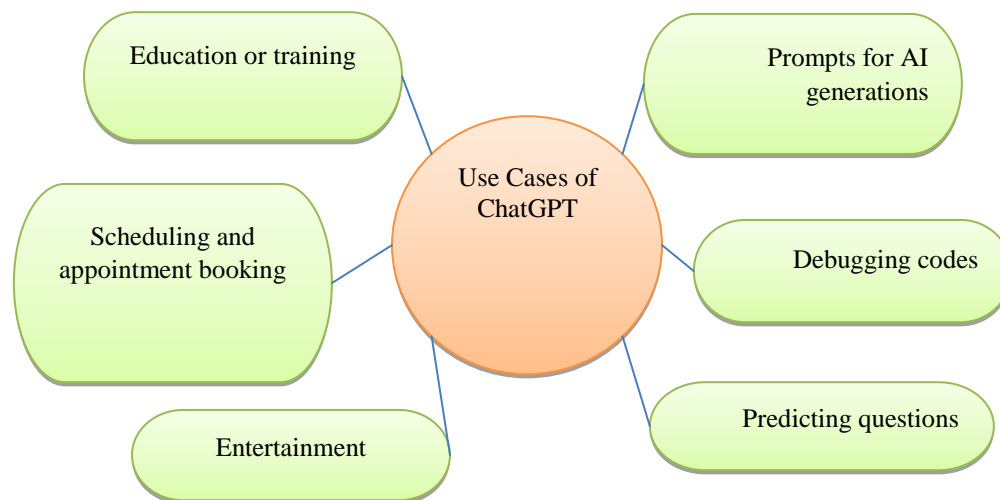 Education or training
Prompts for AI
generations
Use Cases of
ChatGPT
Scheduling and
appointment booking
Debugging codes
Entertainment
Predicting questions